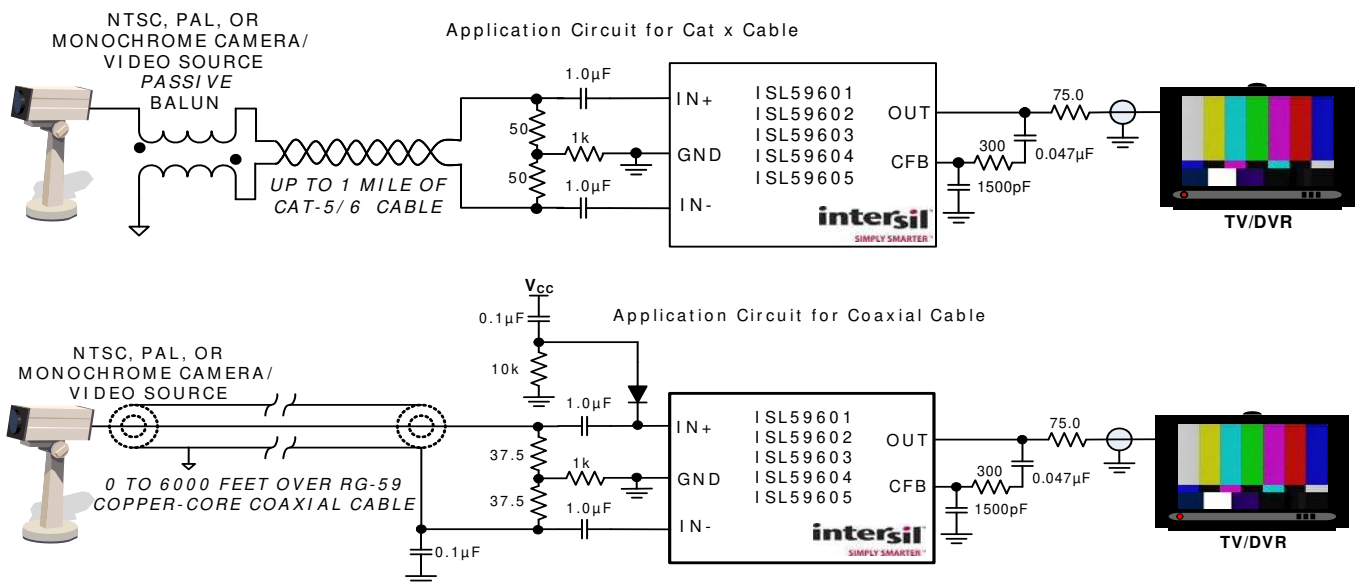 NTSC, PAL, OR
MONOCHROME CAMERA/
VIDEO SOURCE
PASSIVE
BALUN
Application Circuit for Cat x Cable
UP TO 1 MILE OF
CAT-5/6 CABLE
1.0µF
50
1k
50
1.0µF
IN+
GND
IN-
ISL59601
ISL59602
ISL59603
ISL59604
ISL59605
OUT
CFB
intersil
SIMPLY SMARTER™
75.0
300
0.047µF
1500pF
TV/DVR
Application Circuit for Coaxial Cable
NTSC, PAL, OR
MONOCHROME CAMERA/
VIDEO SOURCE
0 TO 6000 FEET OVER RG-59
COPPER-CORE COAXIAL CABLE
VCC
0.1µF
10k
1.0µF
37.5
1k
37.5
1.0µF
0.1µF
IN+
GND
IN-
ISL59601
ISL59602
ISL59603
ISL59604
ISL59605
OUT
CFB
intersil
SIMPLY SMARTER™
75.0
300
0.047µF
1500pF
TV/DVR